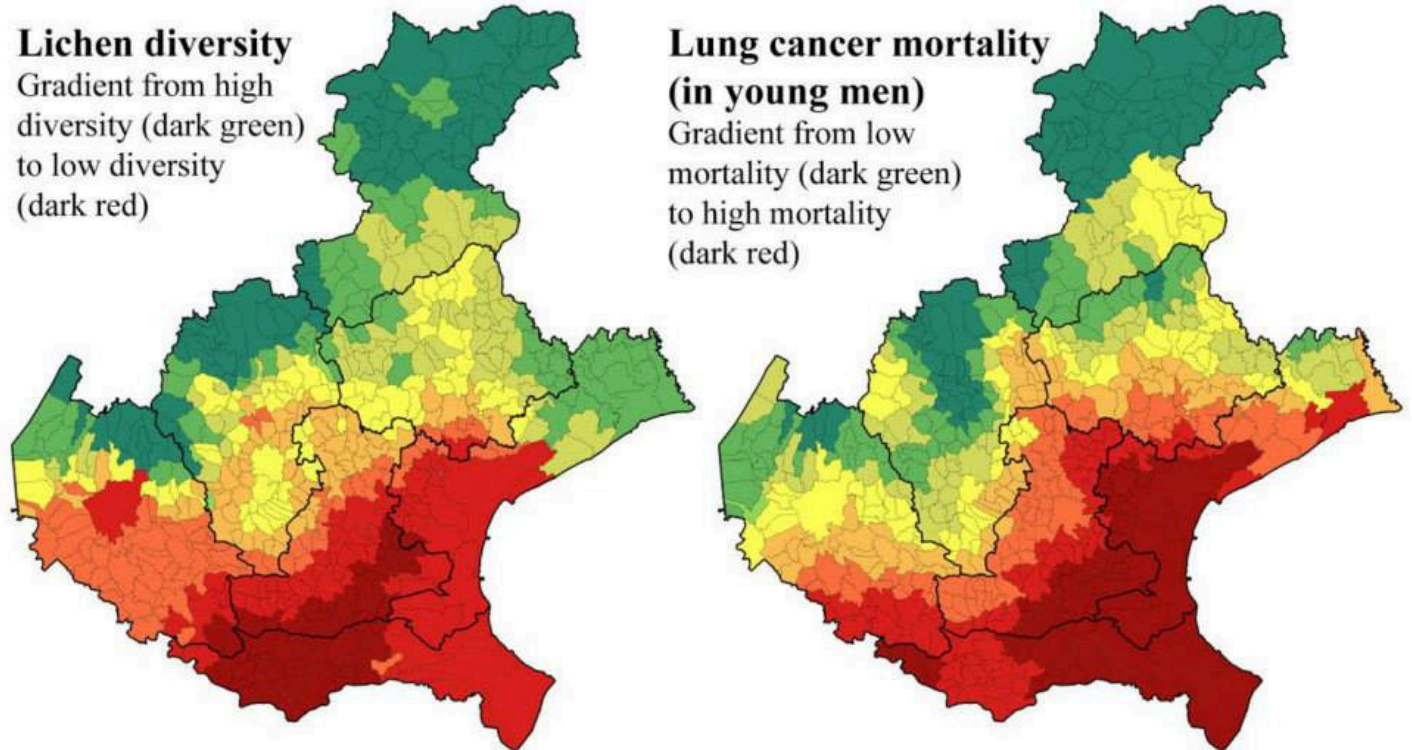 Lichen diversity
Gradient from high
diversity (dark green)
to low diversity
(dark red)
Lung cancer mortality
(in young men)
Gradient from low
mortality (dark green)
to high mortality
(dark red)